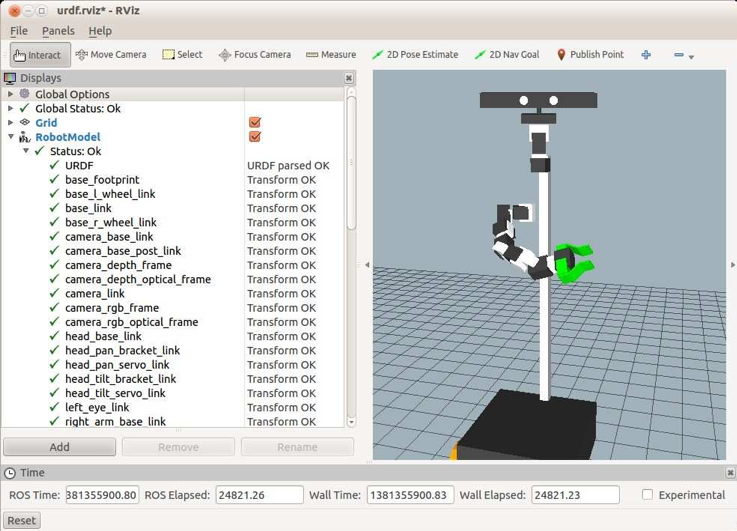 urdf.rviz* - RViz
File Panels Help
Interact Move Camera Select Focus Camera Measure 2D Pose Estimate 2D Nav Goal Publish Point
Displays
Global Options
Global Status: Ok
Grid
RobotModel
Status: Ok
URDF URDF parsed OK
base_footprint Transform OK
base_l_wheel_link Transform OK
base_link Transform OK
base_r_wheel_link Transform OK
camera_base_link Transform OK
camera_base_post_link Transform OK
camera_depth_frame Transform OK
camera_depth_optical_frame Transform OK
camera_link Transform OK
camera_rgb_frame Transform OK
camera_rgb_optical_frame Transform OK
head_base_link Transform OK
head_pan_bracket_link Transform OK
head_pan_servo_link Transform OK
head_tilt_bracket_link Transform OK
head_tilt_servo_link Transform OK
left_eye_link Transform OK
right_arm_base_link Transform OK
Add Remove Rename
Time
ROS Time: 381355900.80 ROS Elapsed: 24821.26 Wall Time: 1381355900.83 Wall Elapsed: 24821.23 Experimental
Reset